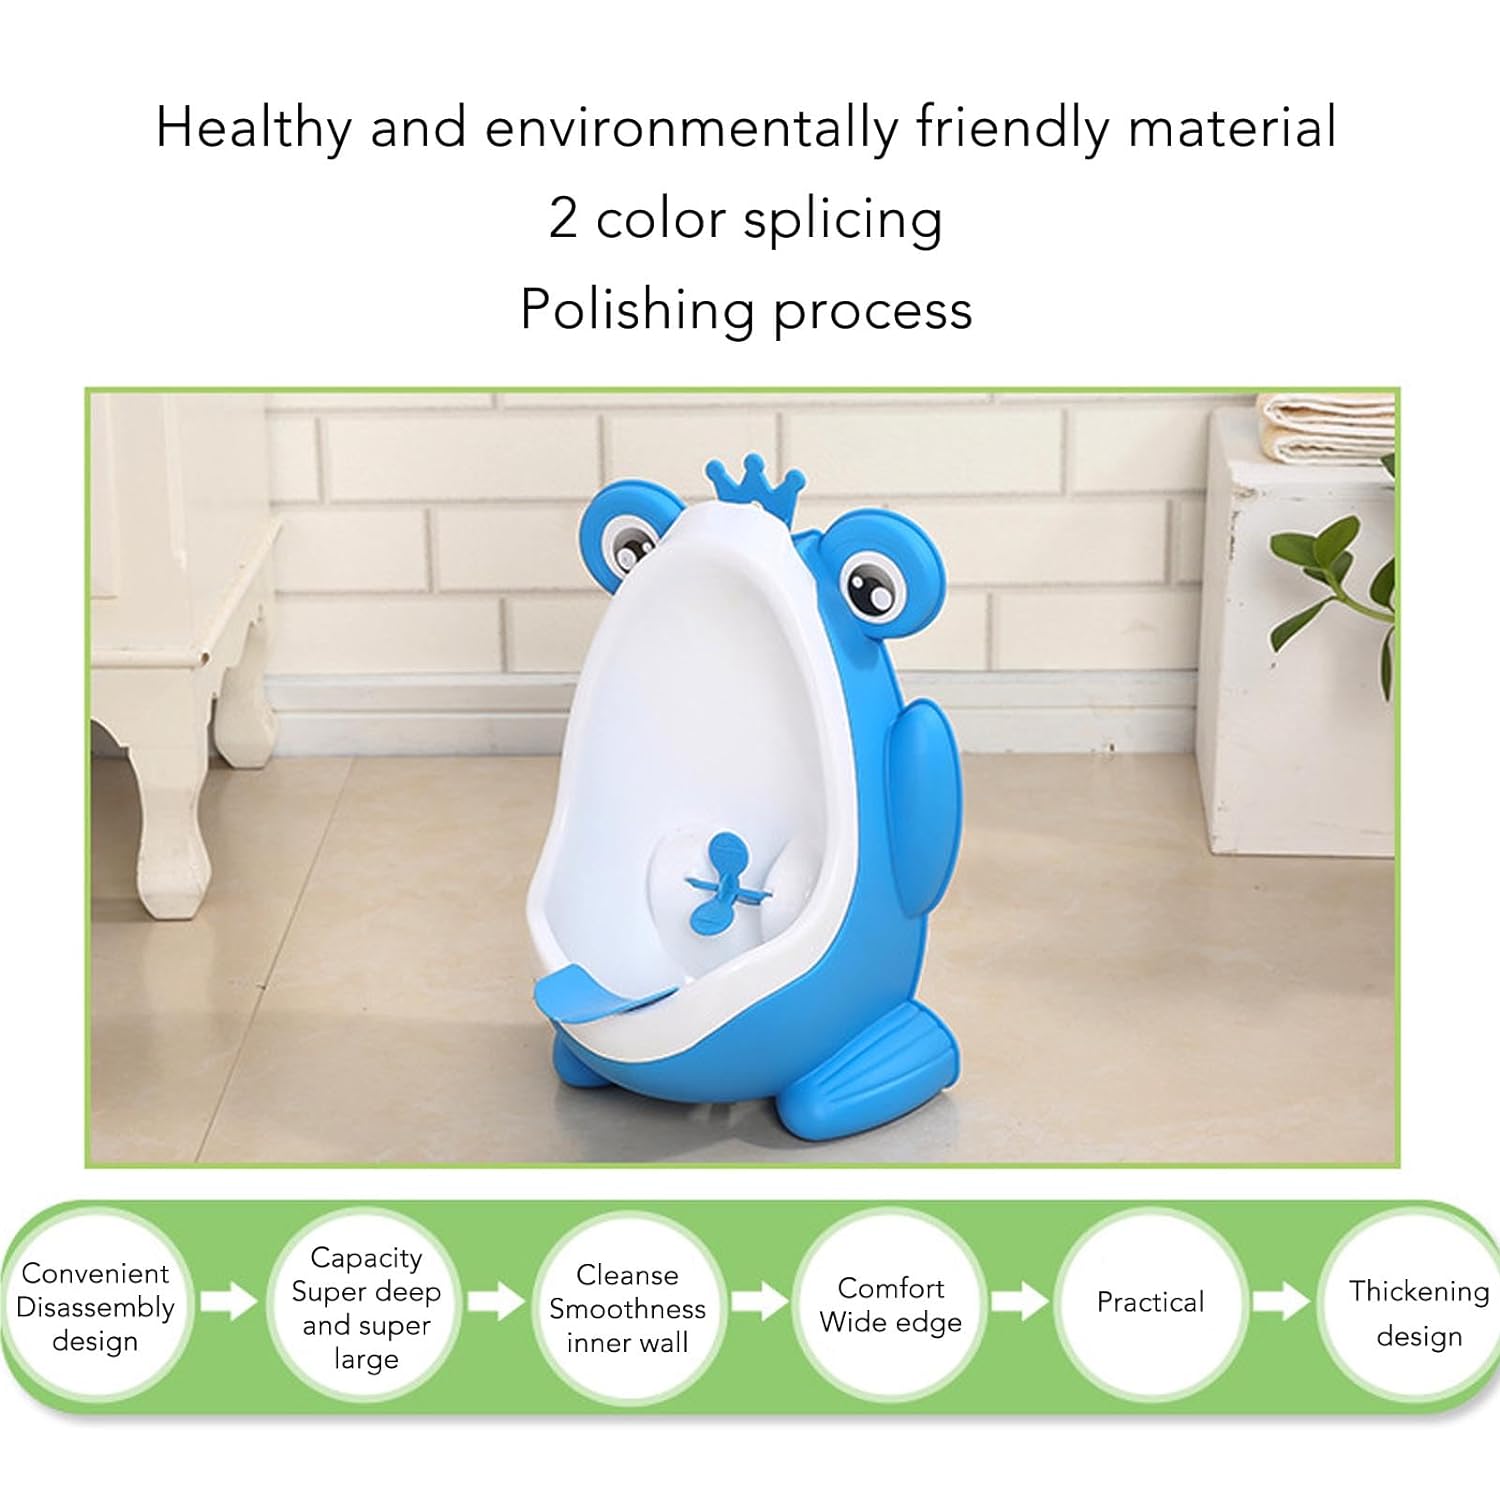 Healthy and environmentally friendly material
2 color splicing
Polishing process
Convenient
Disassembly
design
Capacity
Super deep
and super
large
Cleanse
Smoothness
inner wall
Comfort
Wide edge
Practical
Thickening
design